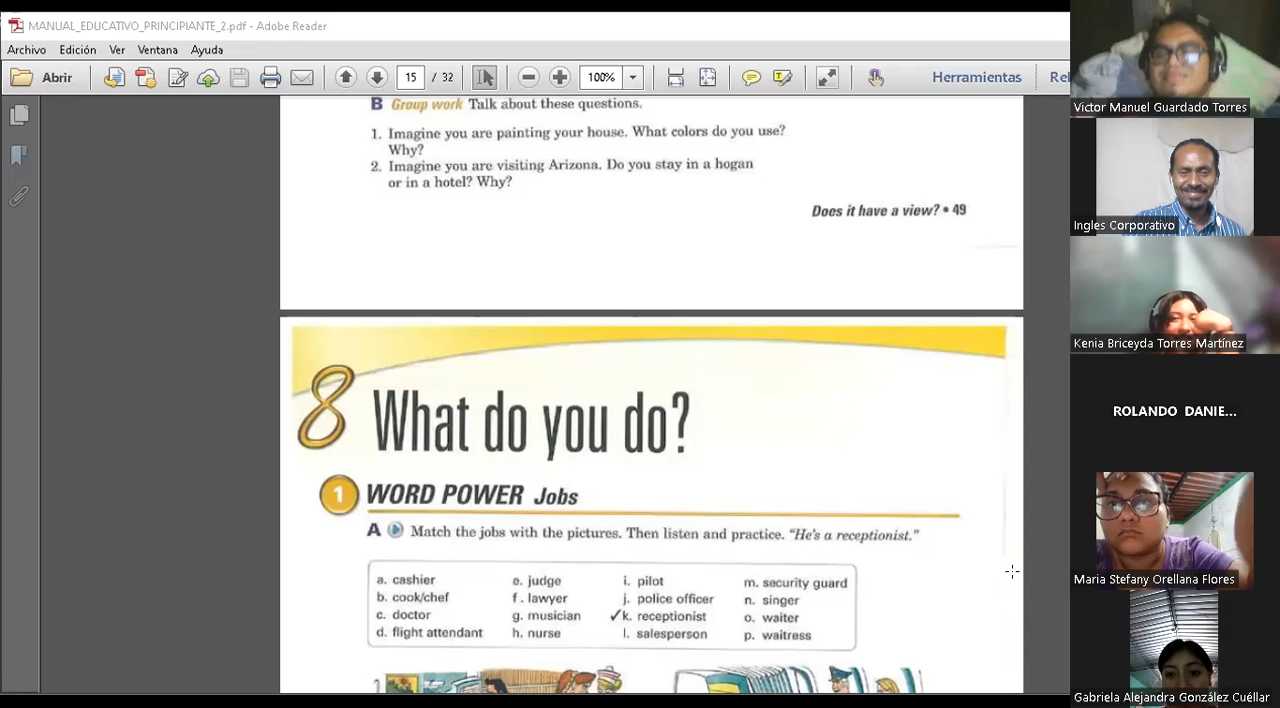 MANUAL_EDUCATIVO_PRINCIPIANTE_2.pdf - Adobe Reader
Archivo Edición Ver Ventana Ayuda
Abrir 15 / 32 100% Herramientas Rel
B Group work Talk about these questions.
1. Imagine you are painting your house. What colors do you use?
Why?
2. Imagine you are visiting Arizona. Do you stay in a hogan
or in a hotel? Why?
Does it have a view? • 49
8 What do you do?
1 WORD POWER Jobs
A Match the jobs with the pictures. Then listen and practice. "He's a receptionist."
a. cashier e. judge i. pilot m. security guard
b. cook/chef f. lawyer j. police officer n. singer
c. doctor g. musician ✓k. receptionist o. waiter
d. flight attendant h. nurse l. salesperson p. waitress
1
Victor Manuel Guardado Torres
Ingles Corporativo
Kenia Briceyda Torres Martínez
ROLANDO DANIE...
Maria Stefany Orellana Flores
Gabriela Alejandra González Cuéllar